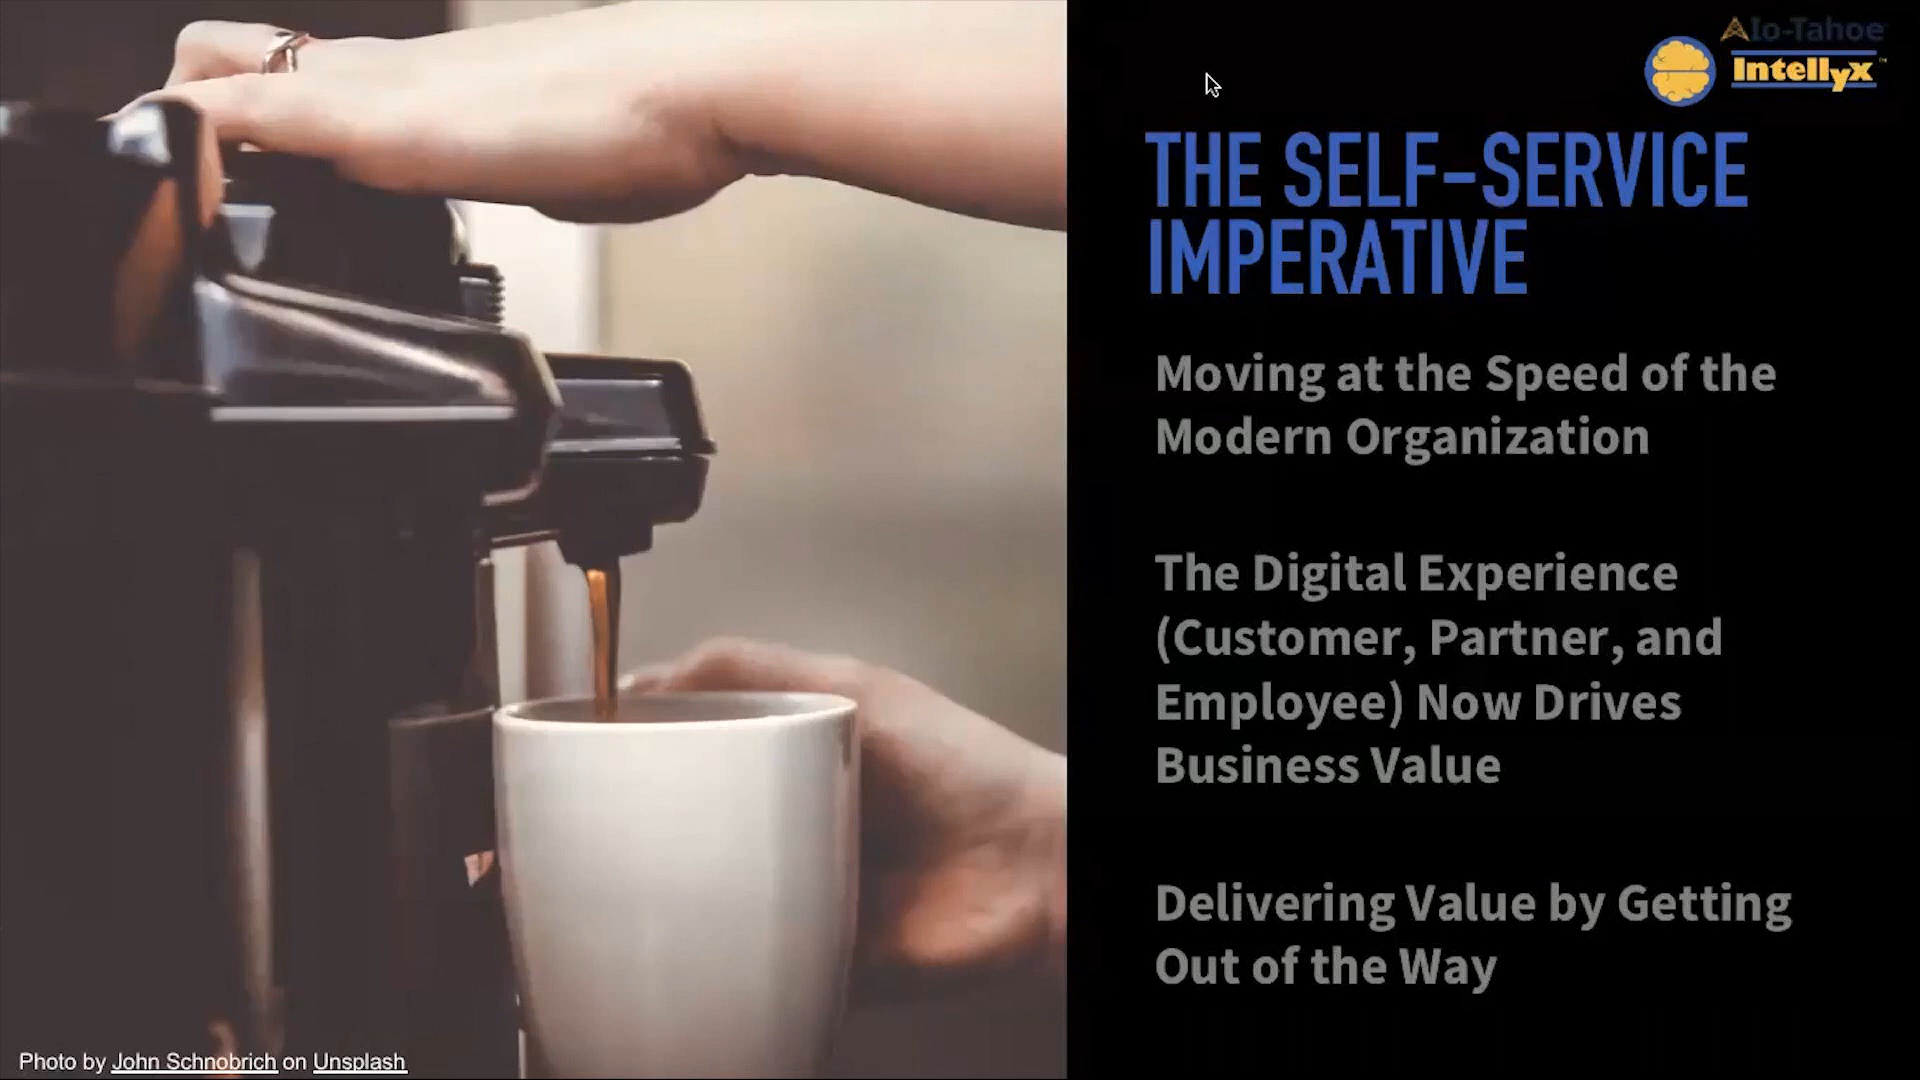 Io-Tahoe
Intellyx™
THE SELF-SERVICE
IMPERATIVE
Moving at the Speed of the
Modern Organization
The Digital Experience
(Customer, Partner, and
Employee) Now Drives
Business Value
Delivering Value by Getting
Out of the Way
Photo by John Schnobrich on Unsplash